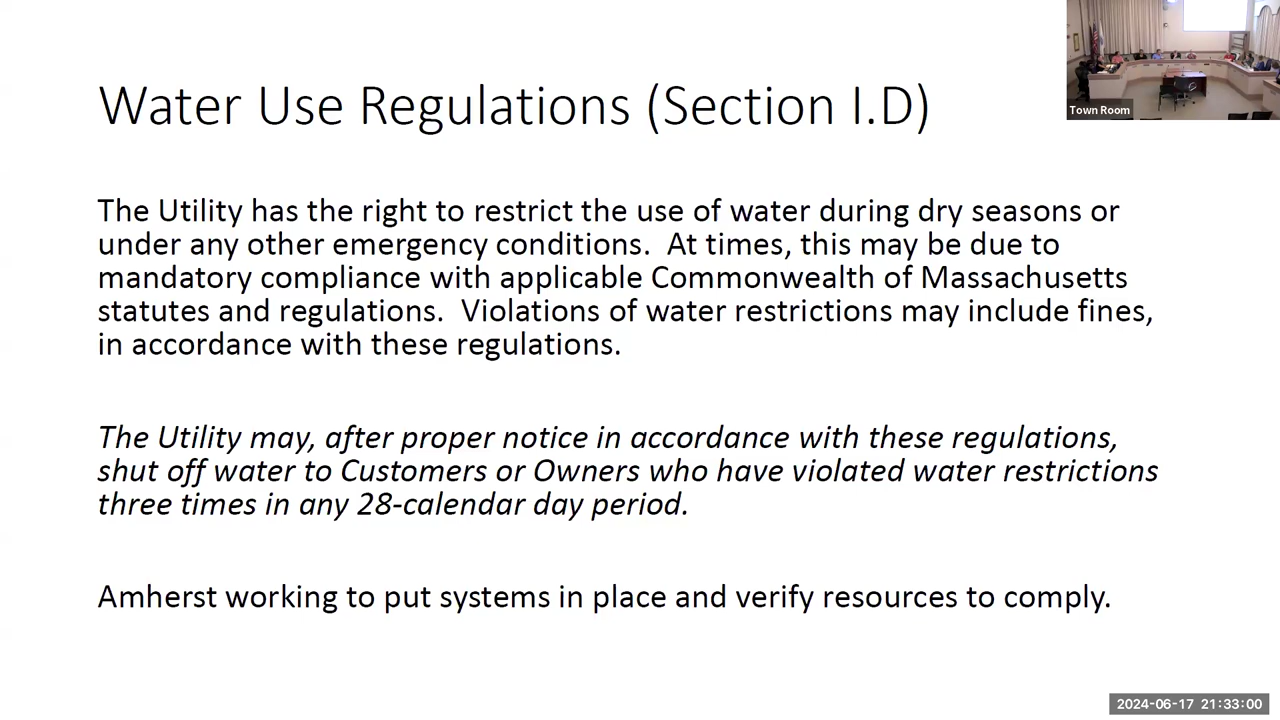 Water Use Regulations (Section I.D)
Town Room
The Utility has the right to restrict the use of water during dry seasons or
under any other emergency conditions.  At times, this may be due to
mandatory compliance with applicable Commonwealth of Massachusetts
statutes and regulations.  Violations of water restrictions may include fines,
in accordance with these regulations.
The Utility may, after proper notice in accordance with these regulations,
shut off water to Customers or Owners who have violated water restrictions
three times in any 28-calendar day period.
Amherst working to put systems in place and verify resources to comply.
2024-06-17 21:33:00